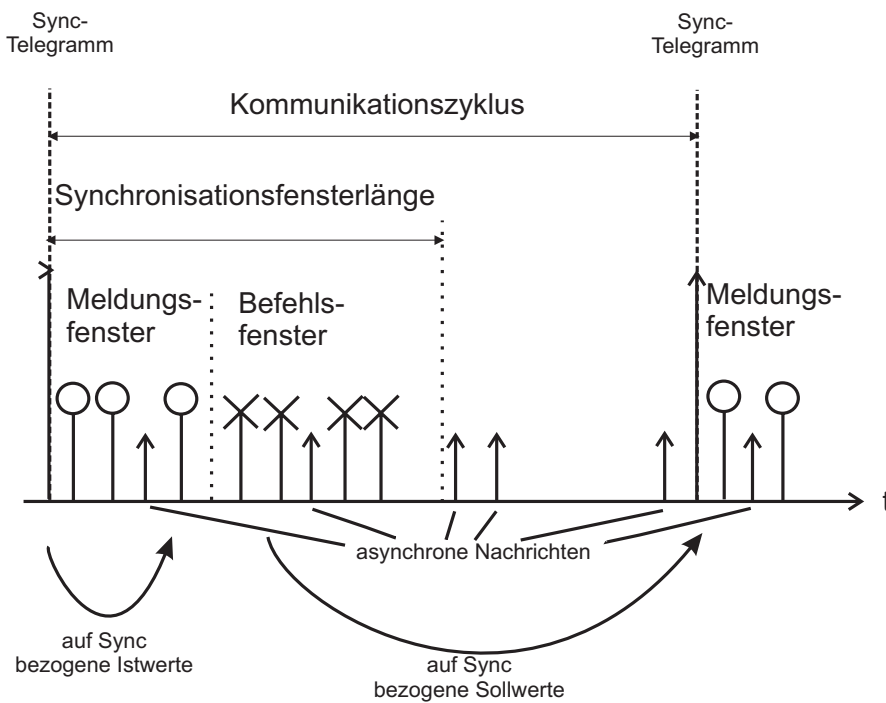 Sync-
Telegramm
Sync-
Telegramm
Kommunikationszyklus
Synchronisationsfensterlänge
Meldungs-
fenster
Befehls-
fenster
Meldungs-
fenster
t
asynchrone Nachrichten
auf Sync
bezogene Istwerte
auf Sync
bezogene Sollwerte